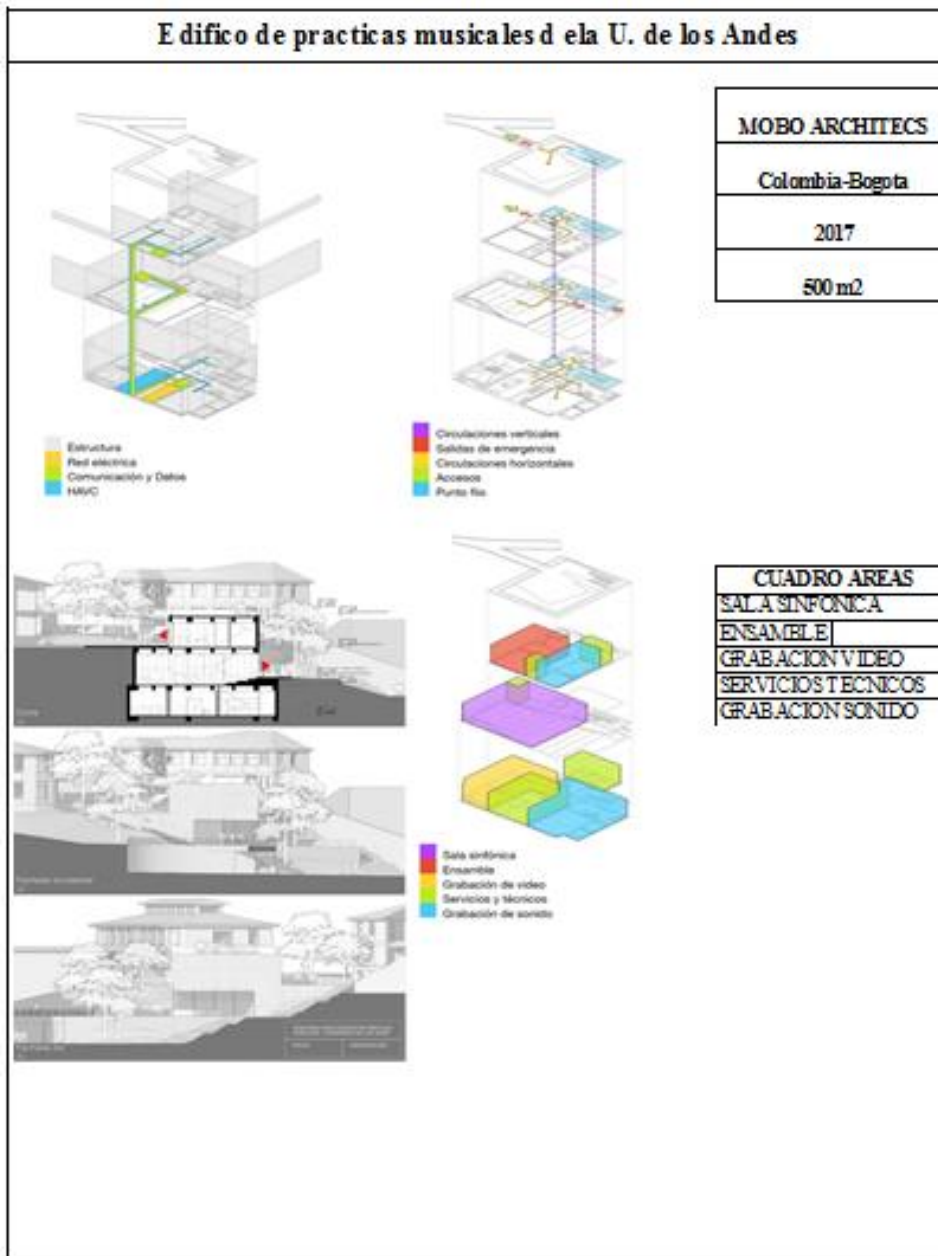 Edifico de practicas musicales d ela U. de los Andes
MOBO ARCHITECS
Colombia-Bogota
2017
500 m2
Estructura
Red eléctrica
Comunicación y Datos
HAVC
Circulaciones verticales
Salidas de emergencia
Circulaciones horizontales
Accesos
Punto fijo
CUADRO AREAS
SALA SINFONICA
ENSAMBLE
GRABACION VIDEO
SERVICIOS TECNICOS
GRABACION SONIDO
Sala sinfónica
Ensamble
Grabación de video
Servicios y técnicos
Grabación de sonido